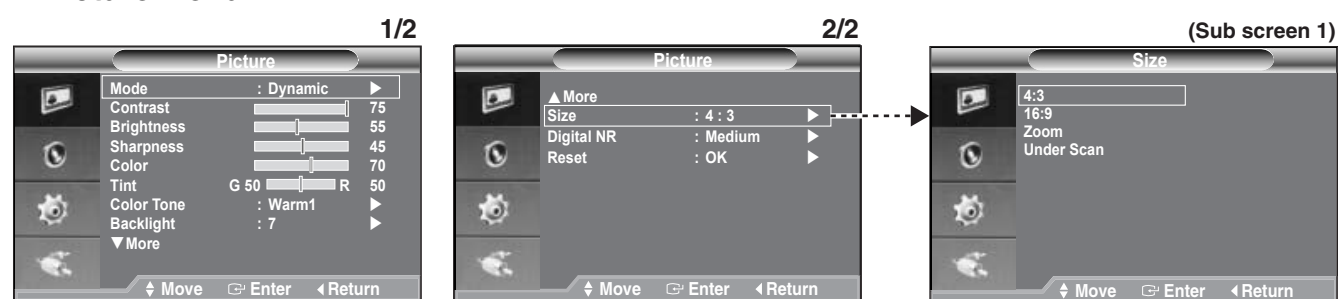 1/2
Picture
Mode : Dynamic ▶
Contrast 75
Brightness 55
Sharpness 45
Color 70
Tint G 50 R 50
Color Tone : Warm1 ▶
Backlight : 7 ▶
▼More
Move Enter Return
2/2
Picture
▲More
Size : 4 : 3 ▶
Digital NR : Medium ▶
Reset : OK ▶
Move Enter Return
(Sub screen 1)
Size
4:3
16:9
Zoom
Under Scan
Move Enter Return